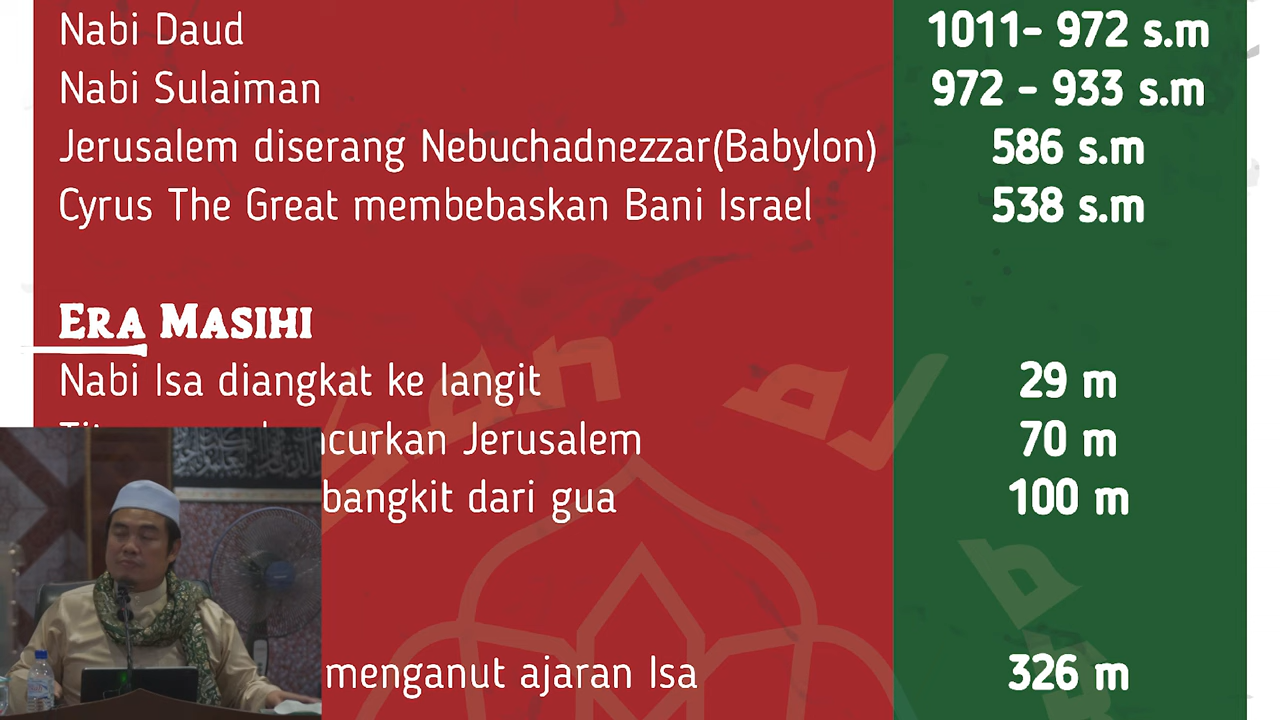 Nabi Daud 1011- 972 s.m
Nabi Sulaiman 972 - 933 s.m
Jerusalem diserang Nebuchadnezzar(Babylon) 586 s.m
Cyrus The Great membebaskan Bani Israel 538 s.m
ERA MASIHI
Nabi Isa diangkat ke langit 29 m
Jerusalem 70 m
bangkit dari gua 100 m
menganut ajaran Isa 326 m